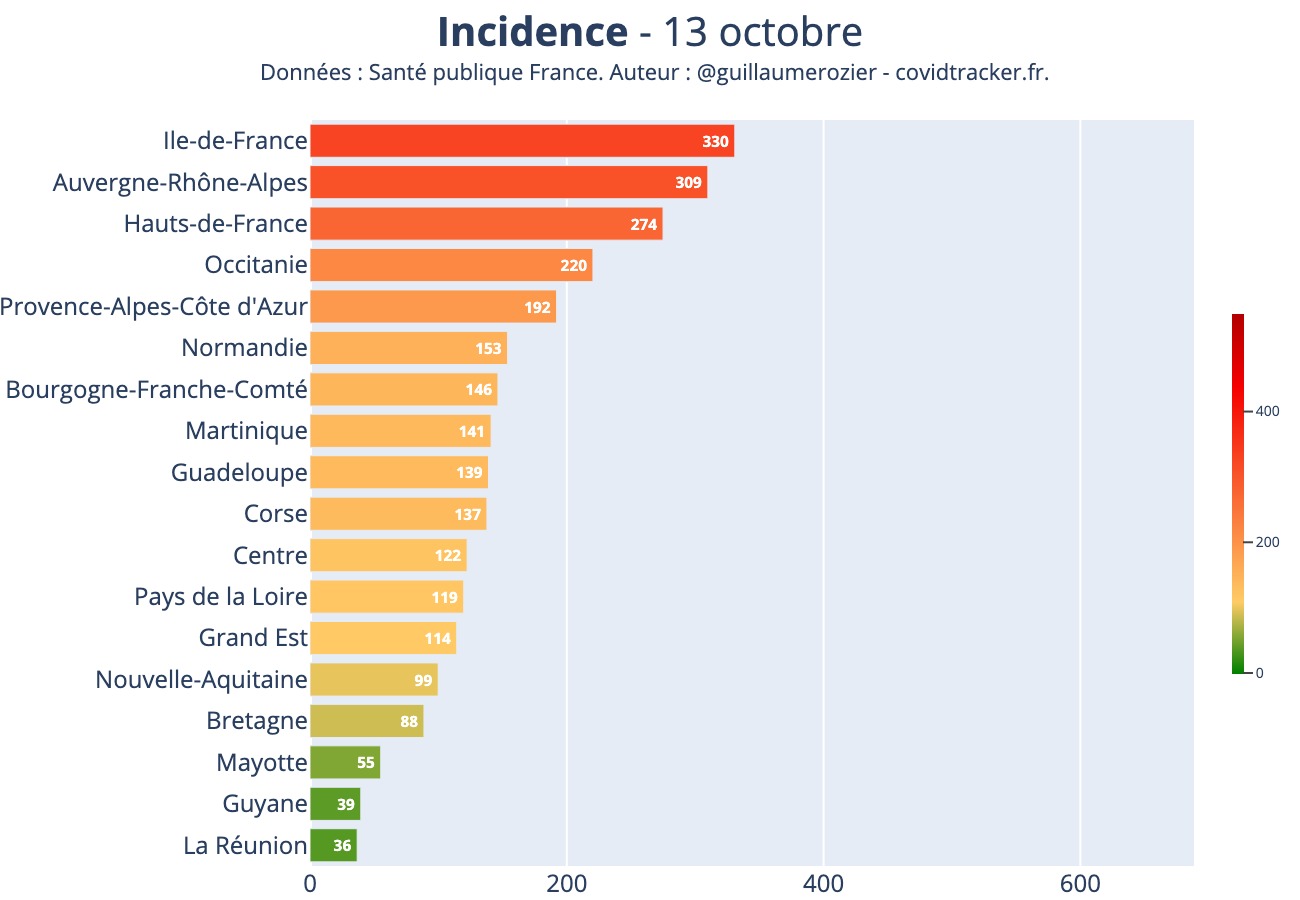 Incidence - 13 octobre
Données : Santé publique France. Auteur : @guillaumerozier - covidtracker.fr.
Ile-de-France 330
Auvergne-Rhône-Alpes 309
Hauts-de-France 274
Occitanie 220
Provence-Alpes-Côte d'Azur 192
Normandie 153
Bourgogne-Franche-Comté 146
Martinique 141
Guadeloupe 139
Corse 137
Centre 122
Pays de la Loire 119
Grand Est 114
Nouvelle-Aquitaine 99
Bretagne 88
Mayotte 55
Guyane 39
La Réunion 36
0 200 400 600
400
200
0